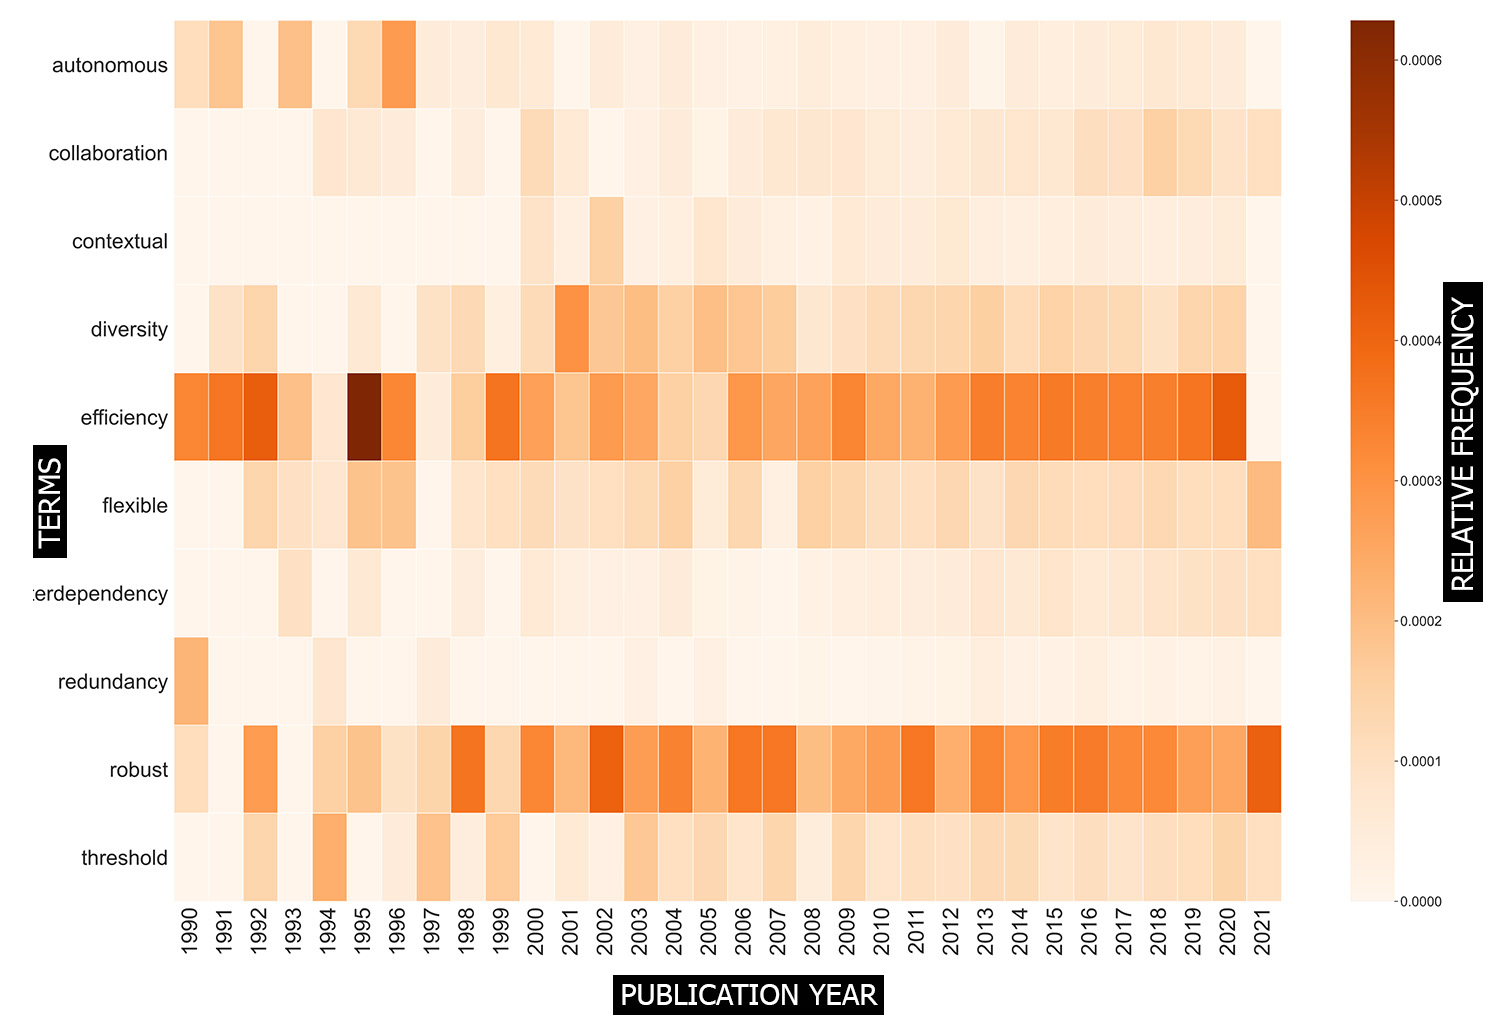 autonomous
collaboration
contextual
diversity
efficiency
flexible
terdependency
redundancy
robust
threshold
TERMS
1990 1991 1992 1993 1994 1995 1996 1997 1998 1999 2000 2001 2002 2003 2004 2005 2006 2007 2008 2009 2010 2011 2012 2013 2014 2015 2016 2017 2018 2019 2020 2021
PUBLICATION YEAR
0.0006
0.0005
0.0004
0.0003
0.0002
0.0001
0.0000
RELATIVE FREQUENCY